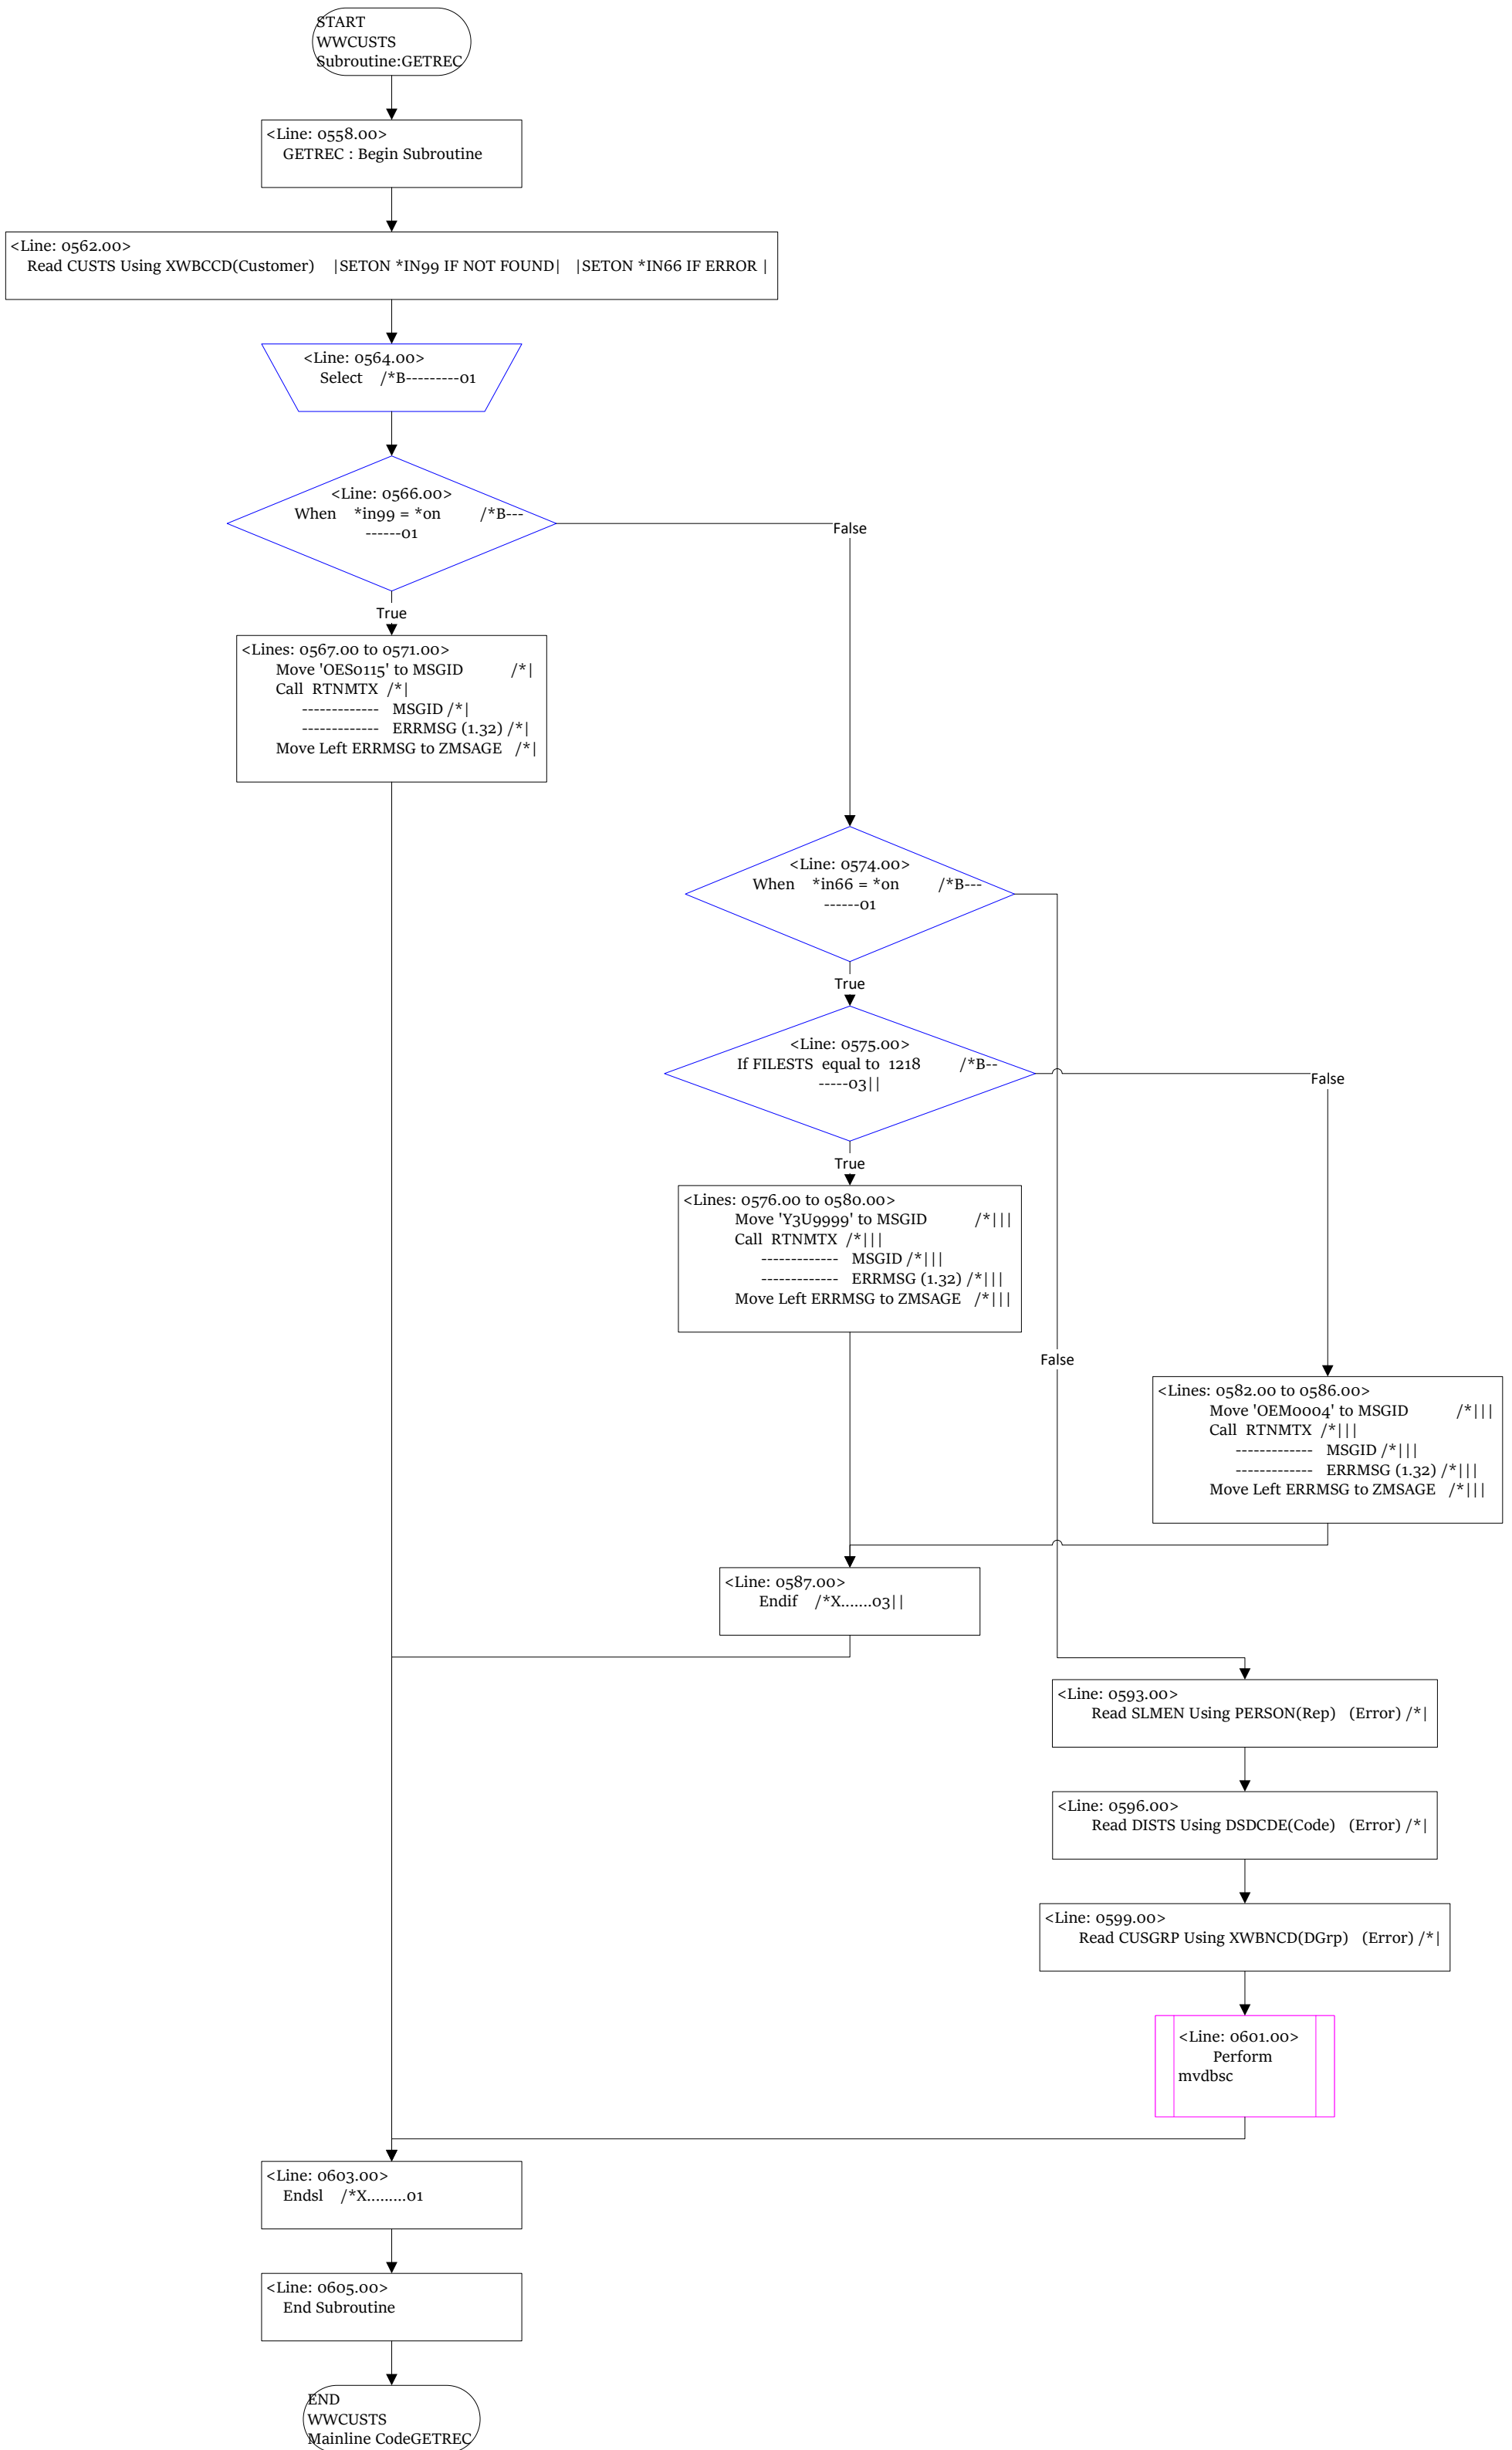 START
WWCUSTS
Subroutine:GETREC
<Line: 0558.00>
GETREC : Begin Subroutine
<Line: 0562.00>
Read CUSTS Using XWBCCD(Customer) |SETON *IN99 IF NOT FOUND| |SETON *IN66 IF ERROR |
<Line: 0564.00>
Select /*B---------01
<Line: 0566.00>
When *in99 = *on /*B---
------01
False
True
<Lines: 0567.00 to 0571.00>
Move 'OES0115' to MSGID /*|
Call RTNMTX /*|
------------- MSGID /*|
------------- ERRMSG (1.32) /*|
Move Left ERRMSG to ZMSAGE /*|
<Line: 0574.00>
When *in66 = *on /*B---
------01
True
<Line: 0575.00>
If FILESTS equal to 1218 /*B--
-----03||
False
True
<Lines: 0576.00 to 0580.00>
Move 'Y3U9999' to MSGID /*|||
Call RTNMTX /*|||
------------- MSGID /*|||
------------- ERRMSG (1.32) /*|||
Move Left ERRMSG to ZMSAGE /*|||
False
<Lines: 0582.00 to 0586.00>
Move 'OEM0004' to MSGID /*|||
Call RTNMTX /*|||
------------- MSGID /*|||
------------- ERRMSG (1.32) /*|||
Move Left ERRMSG to ZMSAGE /*|||
<Line: 0587.00>
Endif /*X.......03||
<Line: 0593.00>
Read SLMEN Using PERSON(Rep) (Error) /*|
<Line: 0596.00>
Read DISTS Using DSDCDE(Code) (Error) /*|
<Line: 0599.00>
Read CUSGRP Using XWBNCD(DGrp) (Error) /*|
<Line: 0601.00>
Perform
mvdbsc
<Line: 0603.00>
Endsl /*X.........01
<Line: 0605.00>
End Subroutine
END
WWCUSTS
Mainline CodeGETREC